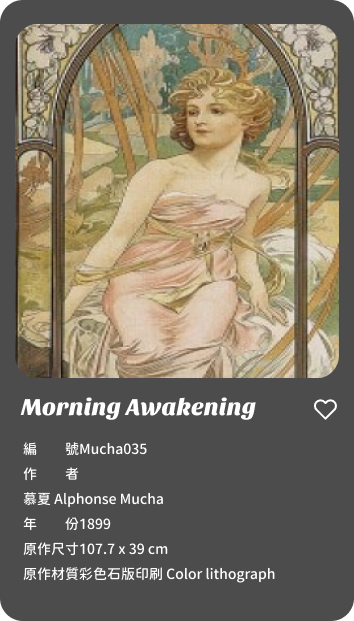 Morning Awakening
編　　號Mucha035
作　　者
慕夏 Alphonse Mucha
年　　份1899
原作尺寸107.7 x 39 cm
原作材質彩色石版印刷 Color lithograph